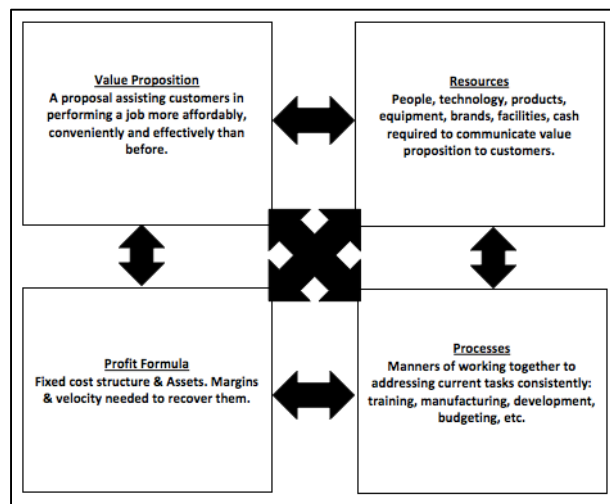 Value Proposition
A proposal assisting customers in
performing a job more affordably,
conveniently and effectively than
before.
Resources
People, technology, products,
equipment, brands, facilities, cash
required to communicate value
proposition to customers.
Profit Formula
Fixed cost structure & Assets. Margins
& velocity needed to recover them.
Processes
Manners of working together to
addressing current tasks consistently:
training, manufacturing, development,
budgeting, etc.